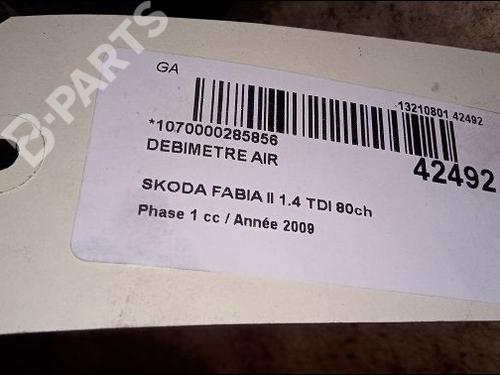 B-PARTS
GA
13210801 42492
*1070000285856
DEBIMETRE AIR
42492
SKODA FABIA II 1.4 TDI 80ch
Phase 1 cc / Année 2009